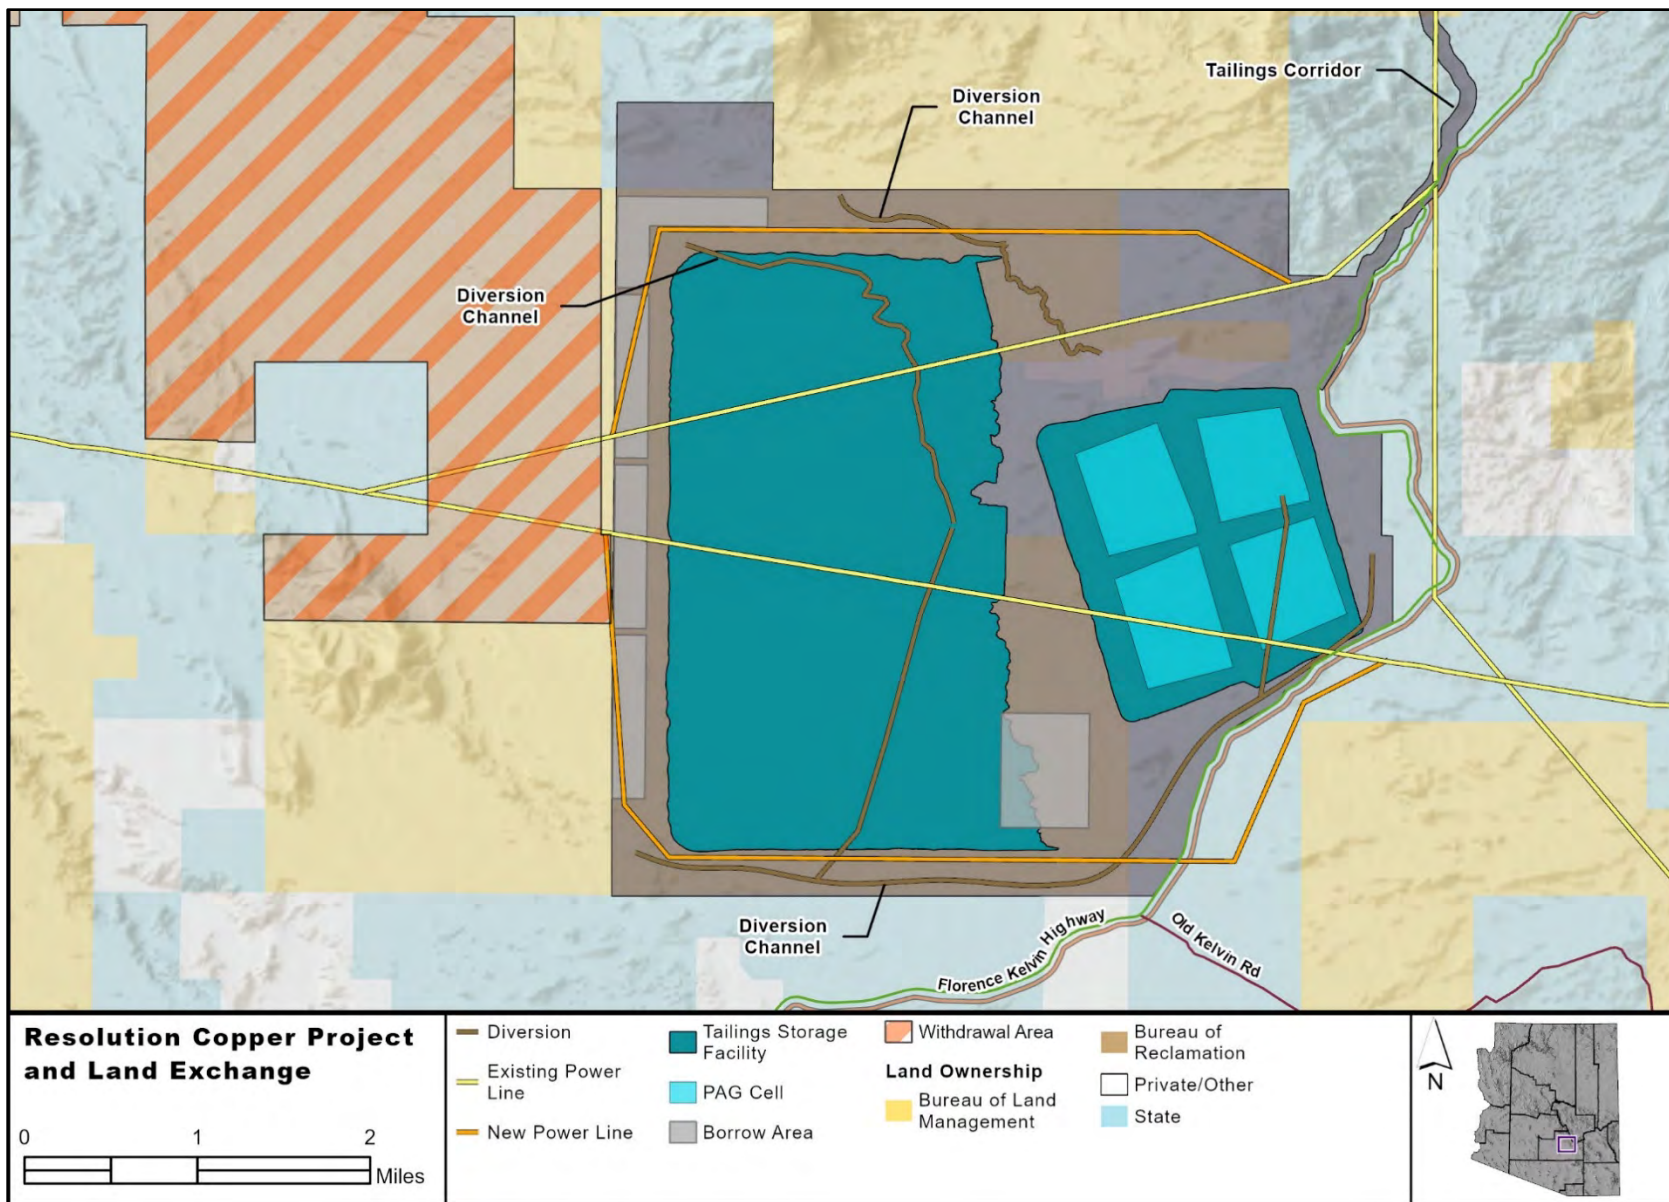 Tailings Corridor
Diversion
Channel
Diversion
Channel
Diversion
Channel
Florence Kelvin Highway
Old Kelvin Rd
Resolution Copper Project
and Land Exchange
0 1 2
Miles
Diversion
Existing Power
Line
New Power Line
Tailings Storage
Facility
PAG Cell
Borrow Area
Withdrawal Area
Land Ownership
Bureau of Land
Management
Bureau of
Reclamation
Private/Other
State
N